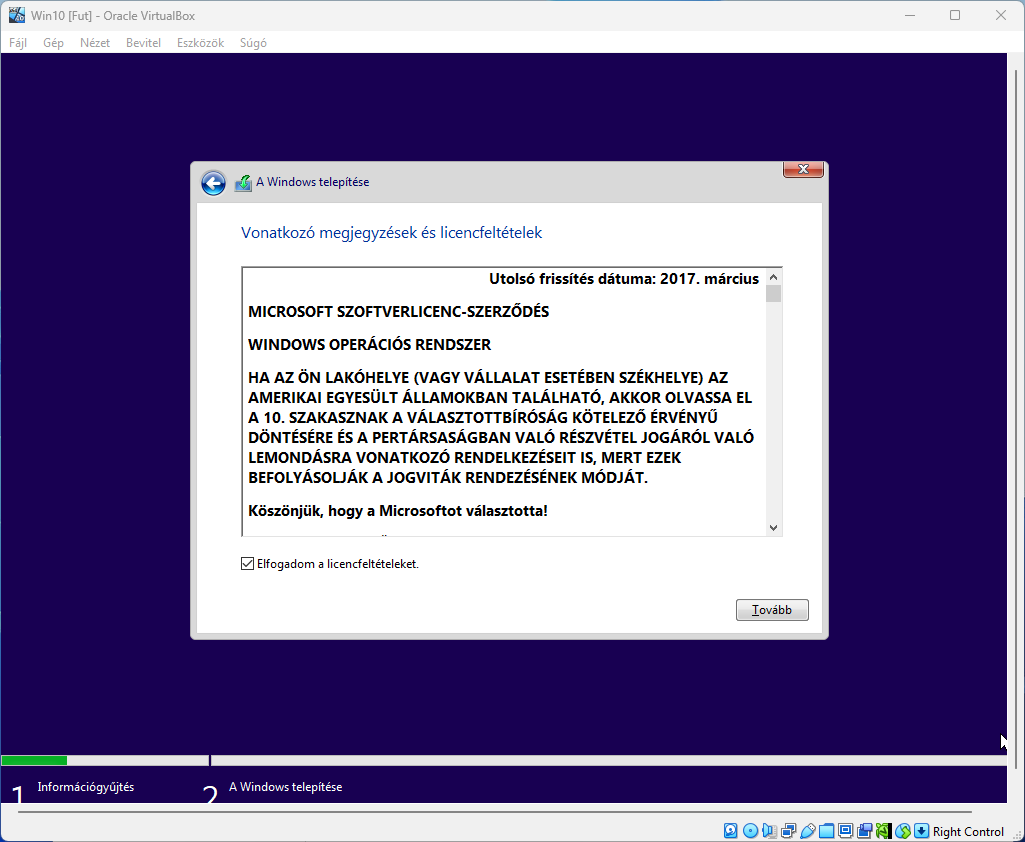 Win10 [Fut] - Oracle VirtualBox
Fájl Gép Nézet Bevitel Eszközök Súgó
A Windows telepítése
Vonatkozó megjegyzések és licencfeltételek
Utolsó frissítés dátuma: 2017. március
MICROSOFT SZOFTVERLICENC-SZERZŐDÉS
WINDOWS OPERÁCIÓS RENDSZER
HA AZ ÖN LAKÓHELYE (VAGY VÁLLALAT ESETÉBEN SZÉKHELYE) AZ
AMERIKAI EGYESÜLT ÁLLAMOKBAN TALÁLHATÓ, AKKOR OLVASSA EL
A 10. SZAKASZNAK A VÁLASZTOTTBÍRÓSÁG KÖTELEZŐ ÉRVÉNYŰ
DÖNTÉSÉRE ÉS A PERTÁRSASÁGBAN VALÓ RÉSZVÉTEL JOGÁRÓL VALÓ
LEMONDÁSRA VONATKOZÓ RENDELKEZÉSEIT IS, MERT EZEK
BEFOLYÁSOLJÁK A JOGVITÁK RENDEZÉSÉNEK MÓDJÁT.
Köszönjük, hogy a Microsoftot választotta!
Elfogadom a licencfeltételeket.
Tovább
1 Információgyűjtés 2 A Windows telepítése
Right Control